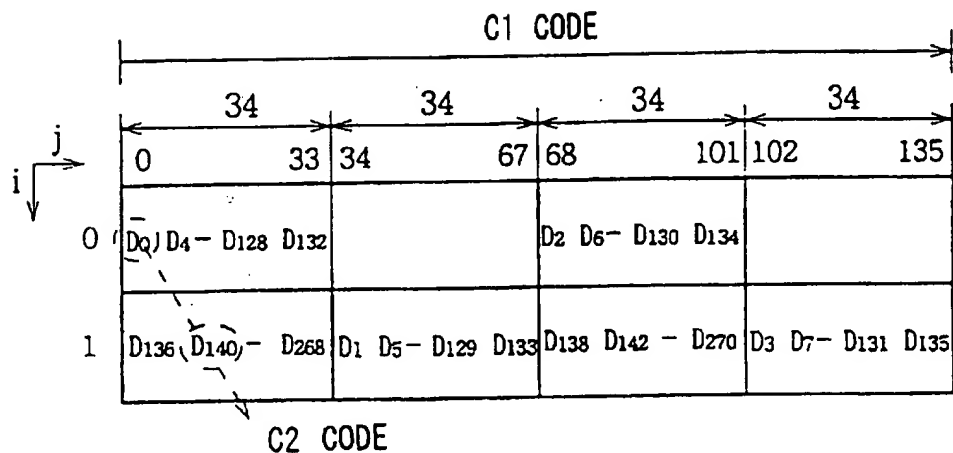 C1 CODE
34 34 34 34
j
0 33 34 67 68 101 102 135
i
0 D0 D4 - D128 D132 D2 D6 - D130 D134
1 D136 D140 - D268 D1 D5 - D129 D133 D138 D142 - D270 D3 D7 - D131 D135
C2 CODE